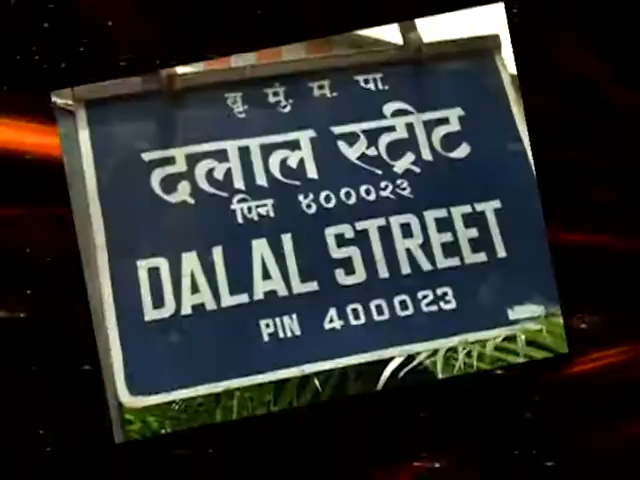 बृ. मुं. म. पा.
दलाल स्ट्रीट
पिन ४०००२३
DALAL STREET
PIN 400023